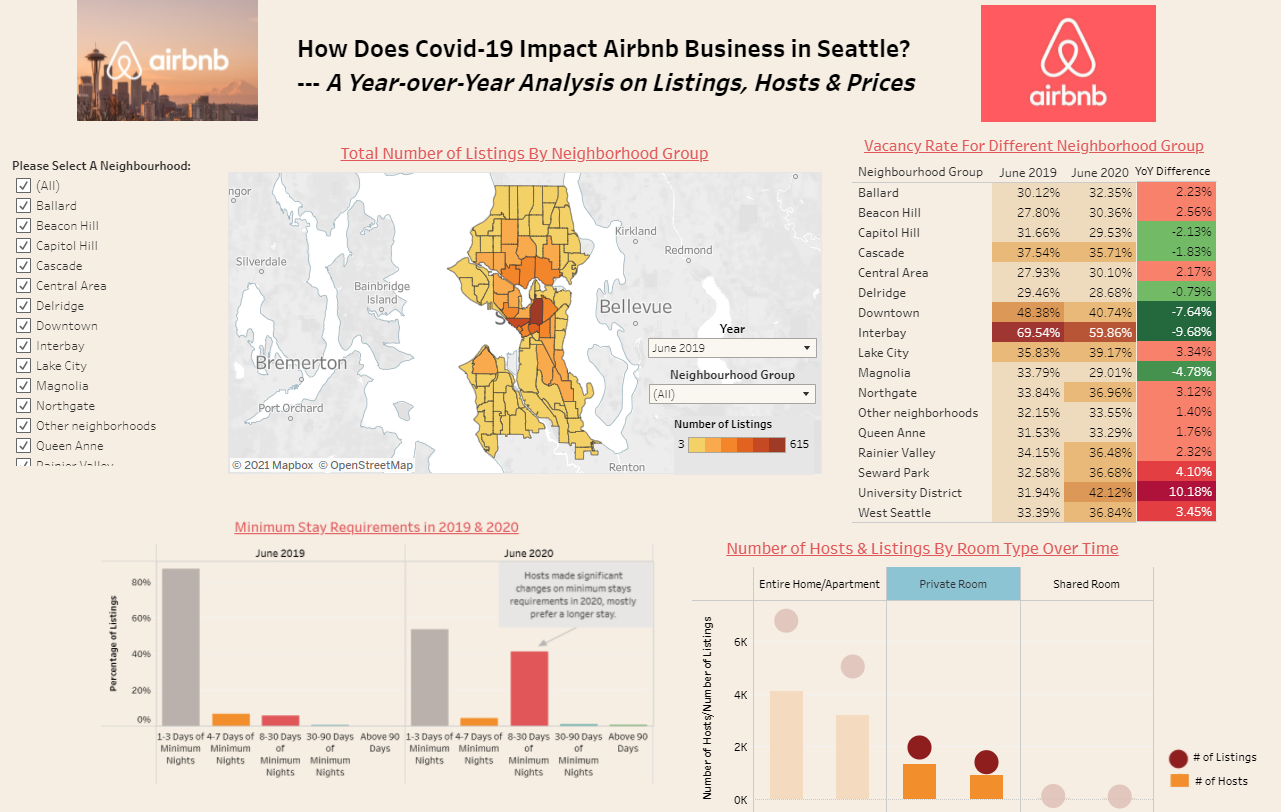 airbnb
How Does Covid-19 Impact Airbnb Business in Seattle?
--- A Year-over-Year Analysis on Listings, Hosts & Prices
airbnb
Please Select A Neighbourhood:
(All)
Ballard
Beacon Hill
Capitol Hill
Cascade
Central Area
Delridge
Downtown
Interbay
Lake City
Magnolia
Northgate
Other neighborhoods
Queen Anne
Rainier Valley
Total Number of Listings By Neighborhood Group
ngor
Kirkland
Redmond
Silverdale
Bainbridge
Island
Bellevue
S
Bremerton
Port Orchard
Renton
Year
June 2019
Neighbourhood Group
(All)
Number of Listings
3 615
© 2021 Mapbox © OpenStreetMap
Vacancy Rate For Different Neighborhood Group
Neighbourhood Group June 2019 June 2020 YoY Difference
Ballard 30.12% 32.35% 2.23%
Beacon Hill 27.80% 30.36% 2.56%
Capitol Hill 31.66% 29.53% -2.13%
Cascade 37.54% 35.71% -1.83%
Central Area 27.93% 30.10% 2.17%
Delridge 29.46% 28.68% -0.79%
Downtown 48.38% 40.74% -7.64%
Interbay 69.54% 59.86% -9.68%
Lake City 35.83% 39.17% 3.34%
Magnolia 33.79% 29.01% -4.78%
Northgate 33.84% 36.96% 3.12%
Other neighborhoods 32.15% 33.55% 1.40%
Queen Anne 31.53% 33.29% 1.76%
Rainier Valley 34.15% 36.48% 2.32%
Seward Park 32.58% 36.68% 4.10%
University District 31.94% 42.12% 10.18%
West Seattle 33.39% 36.84% 3.45%
Minimum Stay Requirements in 2019 & 2020
June 2019 June 2020
Percentage of Listings
80%
60%
40%
20%
0%
Hosts made significant
changes on minimum stays
requirements in 2020, mostly
prefer a longer stay.
1-3 Days of 4-7 Days of 8-30 Days 30-90 Days Above 90 1-3 Days of 4-7 Days of 8-30 Days 30-90 Days Above 90
Minimum Minimum of of Days Minimum Minimum of of Days
Nights Nights Minimum Minimum Nights Nights Minimum Minimum
Nights Nights Nights Nights
Number of Hosts & Listings By Room Type Over Time
Entire Home/Apartment Private Room Shared Room
Number of Hosts/Number of Listings
6K
4K
2K
0K
# of Listings
# of Hosts